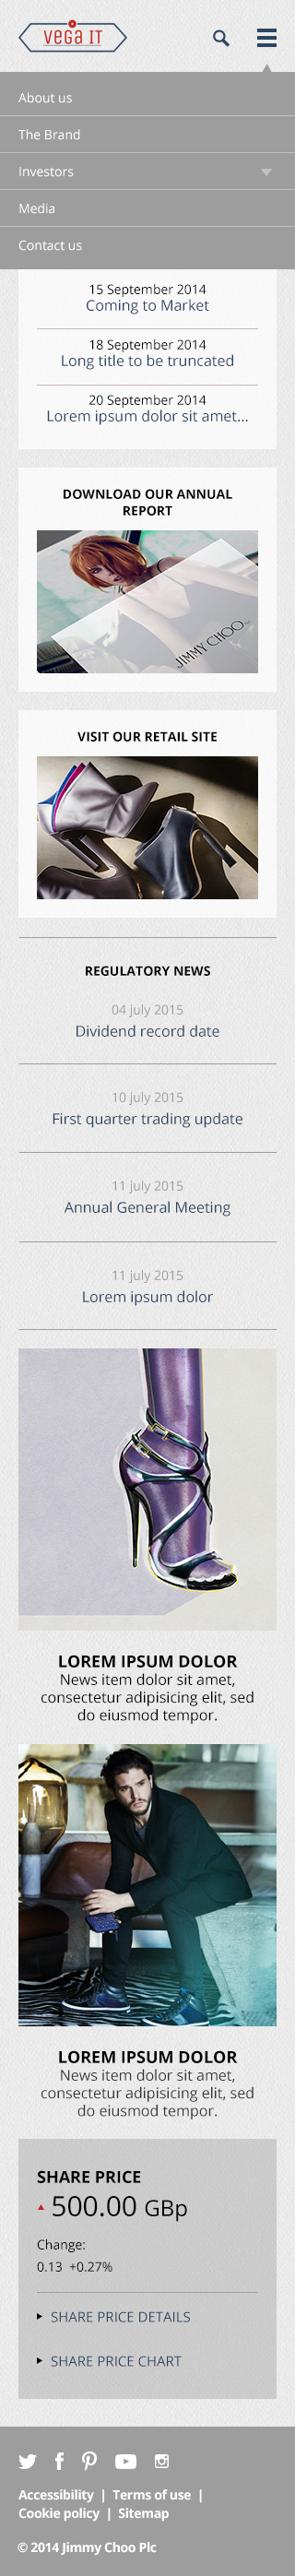 vega IT
About us
The Brand
Investors
Media
Contact us
15 September 2014
Coming to Market
18 September 2014
Long title to be truncated
20 September 2014
Lorem ipsum dolor sit amet...
DOWNLOAD OUR ANNUAL
REPORT
JIMMY CHOO
VISIT OUR RETAIL SITE
REGULATORY NEWS
04 july 2015
Dividend record date
10 july 2015
First quarter trading update
11 july 2015
Annual General Meeting
11 july 2015
Lorem ipsum dolor
LOREM IPSUM DOLOR
News item dolor sit amet,
consectetur adipisicing elit, sed
do eiusmod tempor.
LOREM IPSUM DOLOR
News item dolor sit amet,
consectetur adipisicing elit, sed
do eiusmod tempor.
SHARE PRICE
500.00 GBp
Change:
0.13 +0.27%
SHARE PRICE DETAILS
SHARE PRICE CHART
Accessibility | Terms of use |
Cookie policy | Sitemap
© 2014 Jimmy Choo Plc